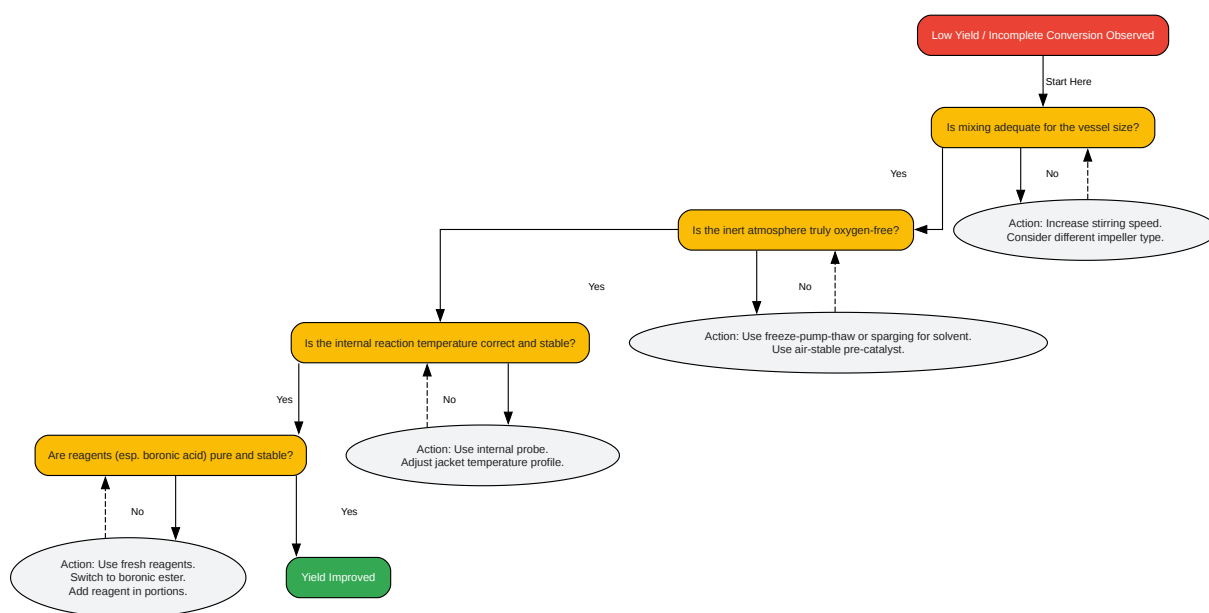 Low Yield / Incomplete Conversion Observed
Start Here
Is mixing adequate for the vessel size?
Yes
No
Action: Increase stirring speed.
Consider different impeller type.
Is the inert atmosphere truly oxygen-free?
Yes
No
Action: Use freeze-pump-thaw or sparging for solvent.
Use air-stable pre-catalyst.
Is the internal reaction temperature correct and stable?
Yes
No
Action: Use internal probe.
Adjust jacket temperature profile.
Are reagents (esp. boronic acid) pure and stable?
No
Yes
Action: Use fresh reagents.
Switch to boronic ester.
Add reagent in portions.
Yield Improved